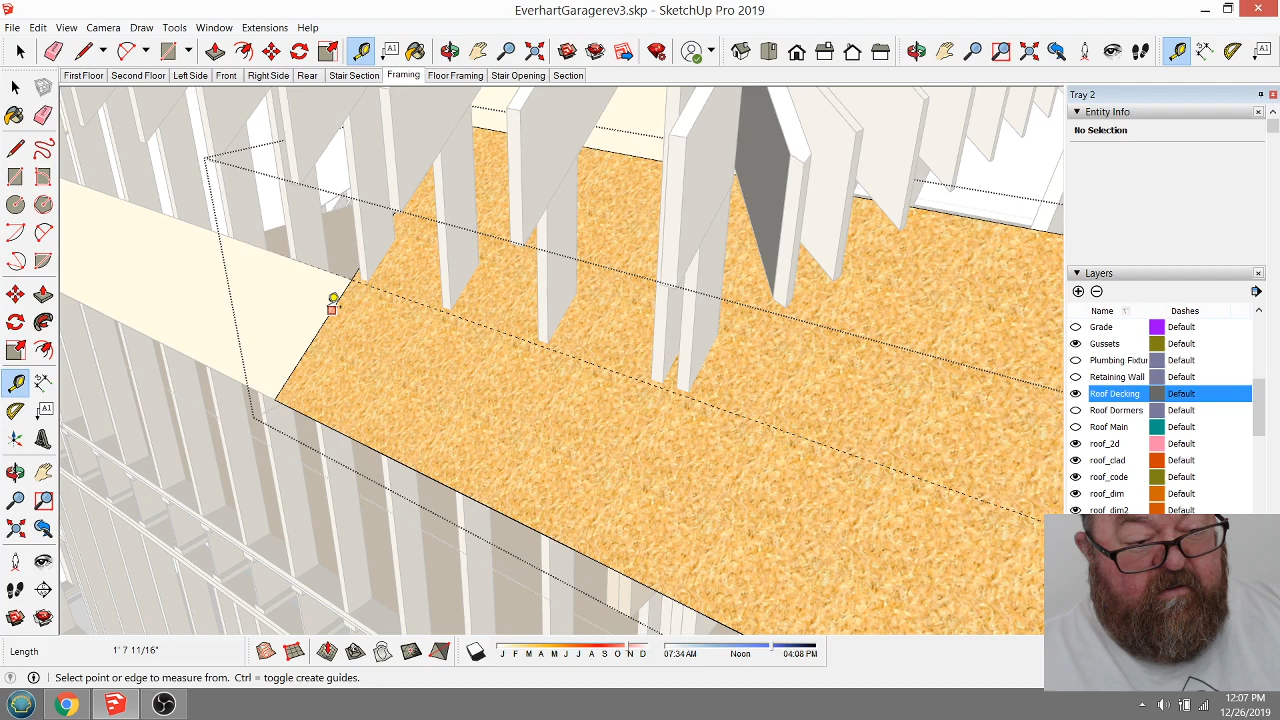 EverhartGaragerev3.skp - SketchUp Pro 2019
File Edit View Camera Draw Tools Window Extensions Help
A1
A1
First Floor Second Floor Left Side Front Right Side Rear Stair Section Framing Floor Framing Stair Opening Section
Tray 2
Entity Info
No Selection
Layers
Name Dashes
Grade Default
Gussets Default
Plumbing Fixtur Default
Retaining Wall Default
Roof Decking Default
Roof Dormers Default
Roof Main Default
roof_2d Default
roof_clad Default
roof_code Default
roof_dim Default
roof_dim2 Default
A1
Length 1' 7 11/16"
J F M A M J J A S O N D
07:34 AM Noon 04:08 PM
Select point or edge to measure from. Ctrl = toggle create guides.
12:07 PM
12/26/2019